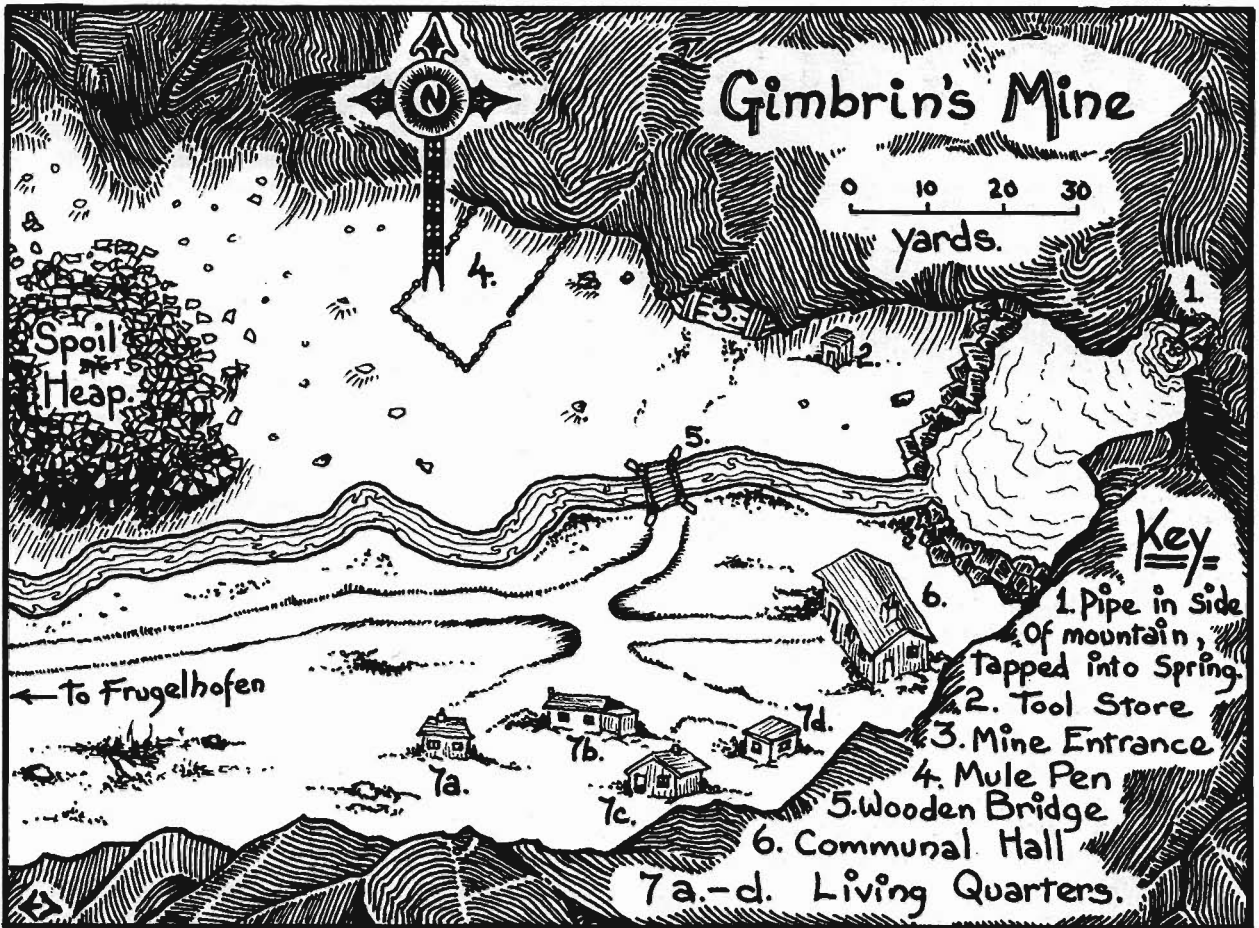 N
Gimbrin's Mine
0 10 20 30
yards.
1.
4.
3.
2.
Spoil
Heap.
5.
6.
Key
1. Pipe in side
Of mountain,
tapped into Spring.
2. Tool Store
3. Mine Entrance
4. Mule Pen
5. Wooden Bridge
6. Communal Hall
7a.-d. Living Quarters.
← To Frugelhofen
7a.
7b.
7c.
7d.